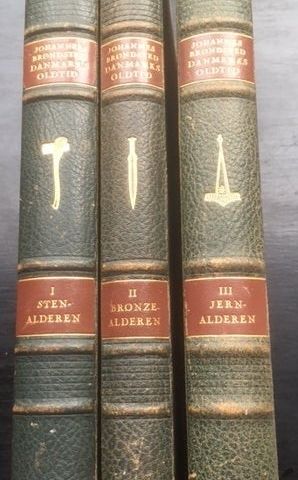 JOHANNES
BRØNDSTED
DANMARKS
OLDTID
I
STEN-
ALDEREN
JOHANNES
BRØNDSTED
DANMARKS
OLDTID
II
BRONZE-
ALDEREN
JOHANNES
BRØNDSTED
DANMARKS
OLDTID
III
JERN-
ALDEREN